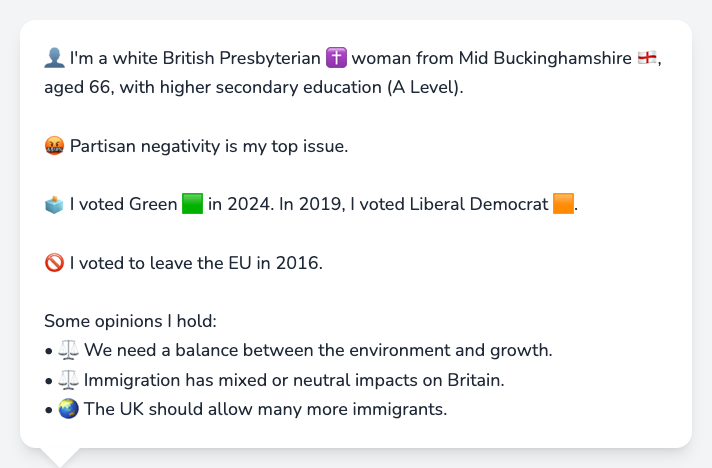 👤 I'm a white British Presbyterian ✝️ woman from Mid Buckinghamshire 🏴󠁧󠁢󠁥󠁮󠁧󠁿,
aged 66, with higher secondary education (A Level).
🤬 Partisan negativity is my top issue.
🗳️ I voted Green 🟩 in 2024. In 2019, I voted Liberal Democrat 🟧.
🚫 I voted to leave the EU in 2016.
Some opinions I hold:
• ⚖️ We need a balance between the environment and growth.
• ⚖️ Immigration has mixed or neutral impacts on Britain.
• 🌏 The UK should allow many more immigrants.